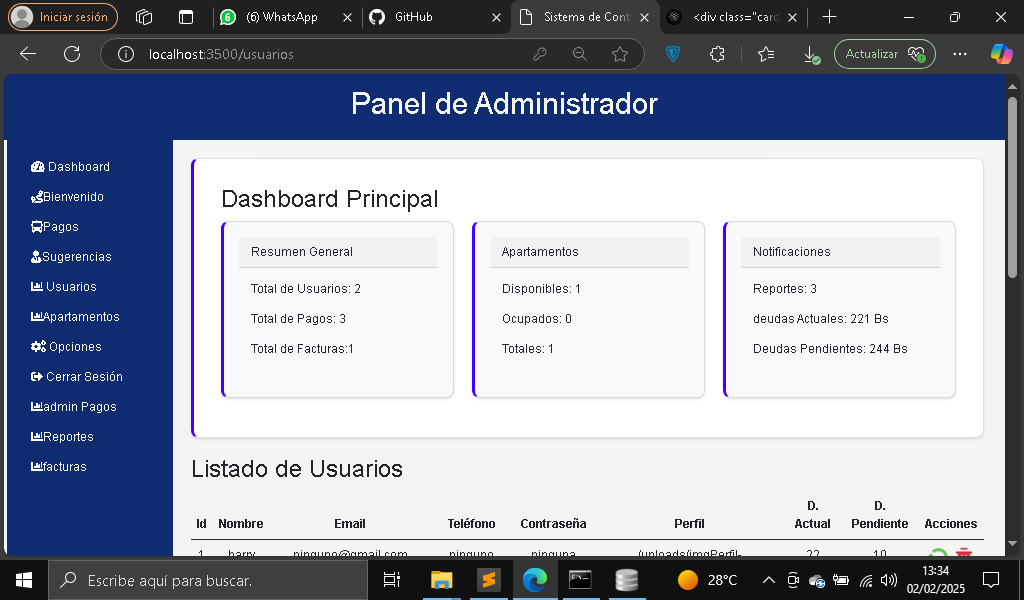 Iniciar sesión
(6) WhatsApp
GitHub
Sistema de Cont
<div class="card
localhost:3500/usuarios
Actualizar
Panel de Administrador
Dashboard
Bienvenido
Pagos
Sugerencias
Usuarios
Apartamentos
Opciones
Cerrar Sesión
admin Pagos
Reportes
facturas
Dashboard Principal
Resumen General
Total de Usuarios: 2
Total de Pagos: 3
Total de Facturas:1
Apartamentos
Disponibles: 1
Ocupados: 0
Totales: 1
Notificaciones
Reportes: 3
deudas Actuales: 221 Bs
Deudas Pendientes: 244 Bs
Listado de Usuarios
Id Nombre Email Teléfono Contraseña Perfil D. Actual D. Pendiente Acciones
1 harry ninguno@gmail.com ninguno ninguna (uploads/imgPerfil- 22 10
Escribe aquí para buscar.
28°C
13:34
02/02/2025